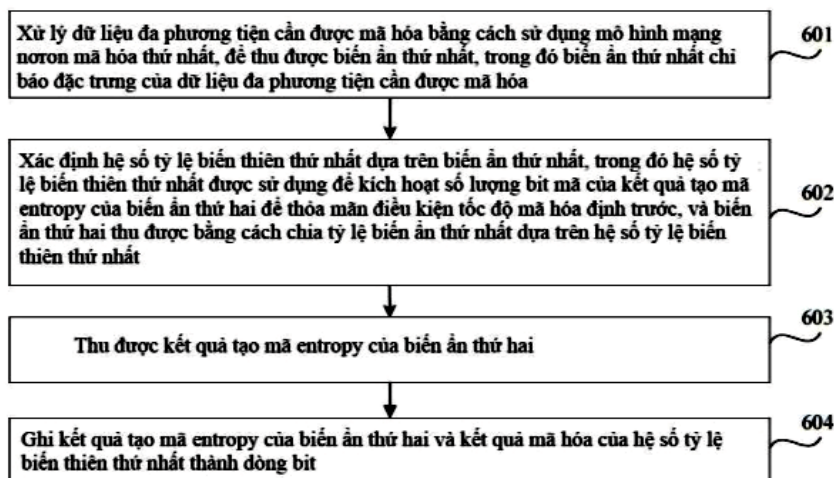 Xử lý dữ liệu đa phương tiện cần được mã hóa bằng cách sử dụng mô hình mạng
nơron mã hóa thứ nhất, để thu được biến ẩn thứ nhất, trong đó biến ẩn thứ nhất chỉ
báo đặc trưng của dữ liệu đa phương tiện cần được mã hóa
601
Xác định hệ số tỷ lệ biến thiên thứ nhất dựa trên biến ẩn thứ nhất, trong đó hệ số tỷ
lệ biến thiên thứ nhất được sử dụng để kích hoạt số lượng bit mã của kết quả tạo mã
entropy của biến ẩn thứ hai để thỏa mãn điều kiện tốc độ mã hóa định trước, và biến
ẩn thứ hai thu được bằng cách chia tỷ lệ biến ẩn thứ nhất dựa trên hệ số tỷ lệ biến
thiên thứ nhất
602
Thu được kết quả tạo mã entropy của biến ẩn thứ hai
603
Ghi kết quả tạo mã entropy của biến ẩn thứ hai và kết quả mã hóa của hệ số tỷ lệ
biến thiên thứ nhất thành dòng bit
604